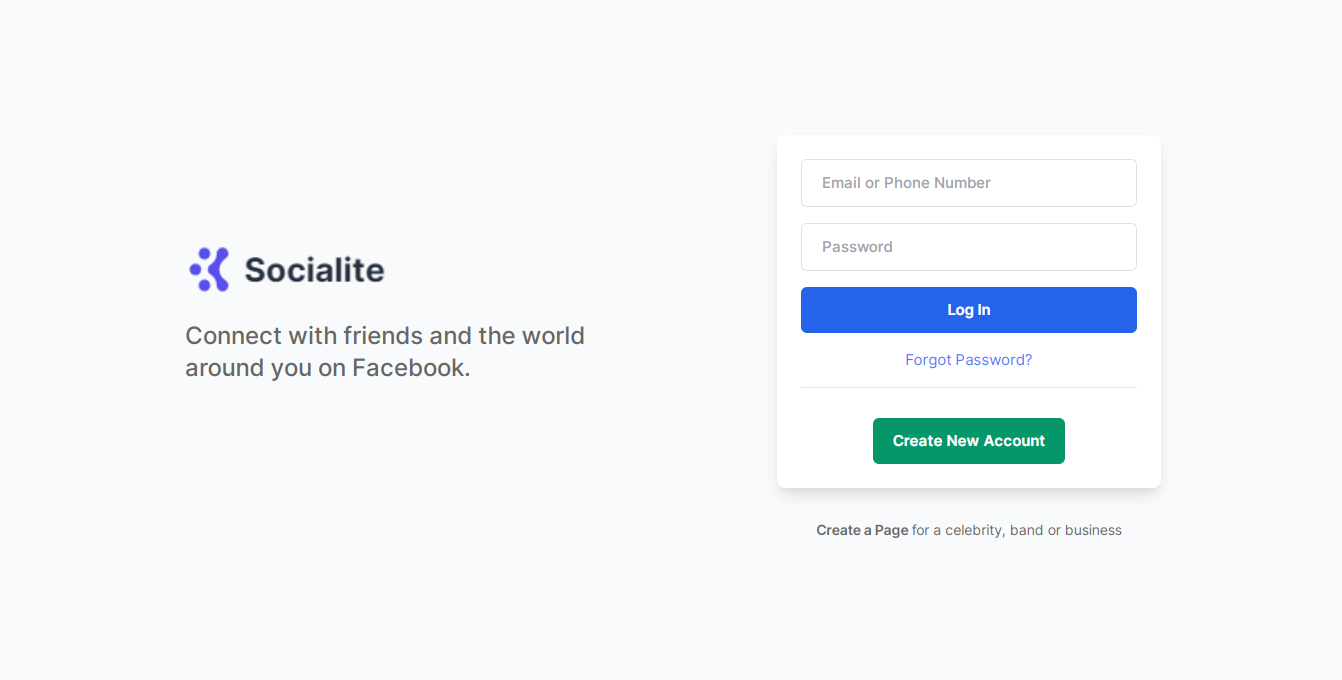 Socialite
Connect with friends and the world
around you on Facebook.
Email or Phone Number
Password
Log In
Forgot Password?
Create New Account
Create a Page for a celebrity, band or business